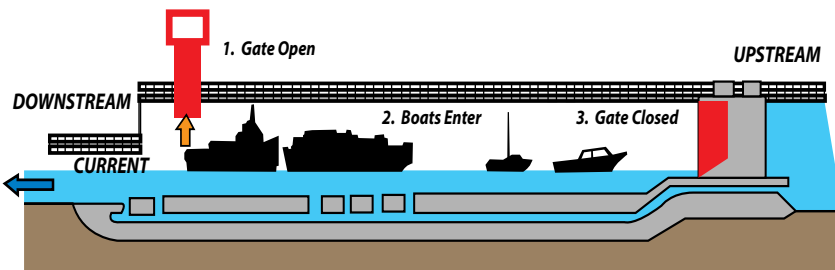 1. Gate Open
UPSTREAM
DOWNSTREAM
2. Boats Enter
3. Gate Closed
CURRENT